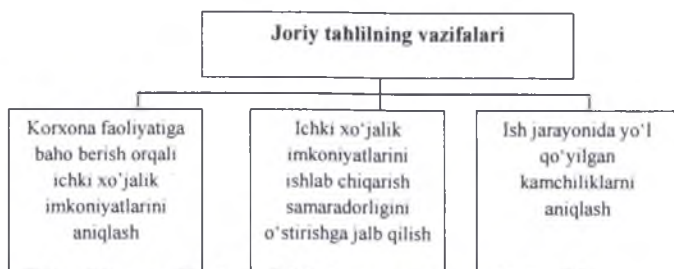 Joriy tahlilning vazifalari
Korxona faoliyatiga
baho berish orqali
ichki xo‘jalik
imkoniyatlarini
aniqlash
Ichki xo‘jalik
imkoniyatlarini
ishlab chiqarish
samaradorligini
o‘stirishga jalb qilish
Ish jarayonida yo‘l
qo‘yilgan
kamchiliklarni
aniqlash